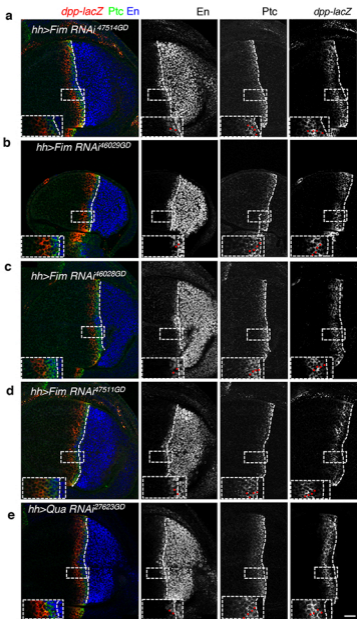 dpp-lacZ Ptc En
En
Ptc
dpp-lacZ
a
hh>Fim RNAi47514GD
b
hh>Fim RNAi46029GD
c
hh>Fim RNAi46028GD
d
hh>Fim RNAi47511GD
e
hh>Qua RNAi27623GD